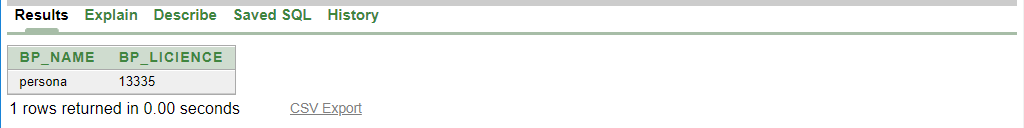 Results Explain Describe Saved SQL History
BP_NAME BP_LICIENCE
persona 13335
1 rows returned in 0.00 seconds CSV Export